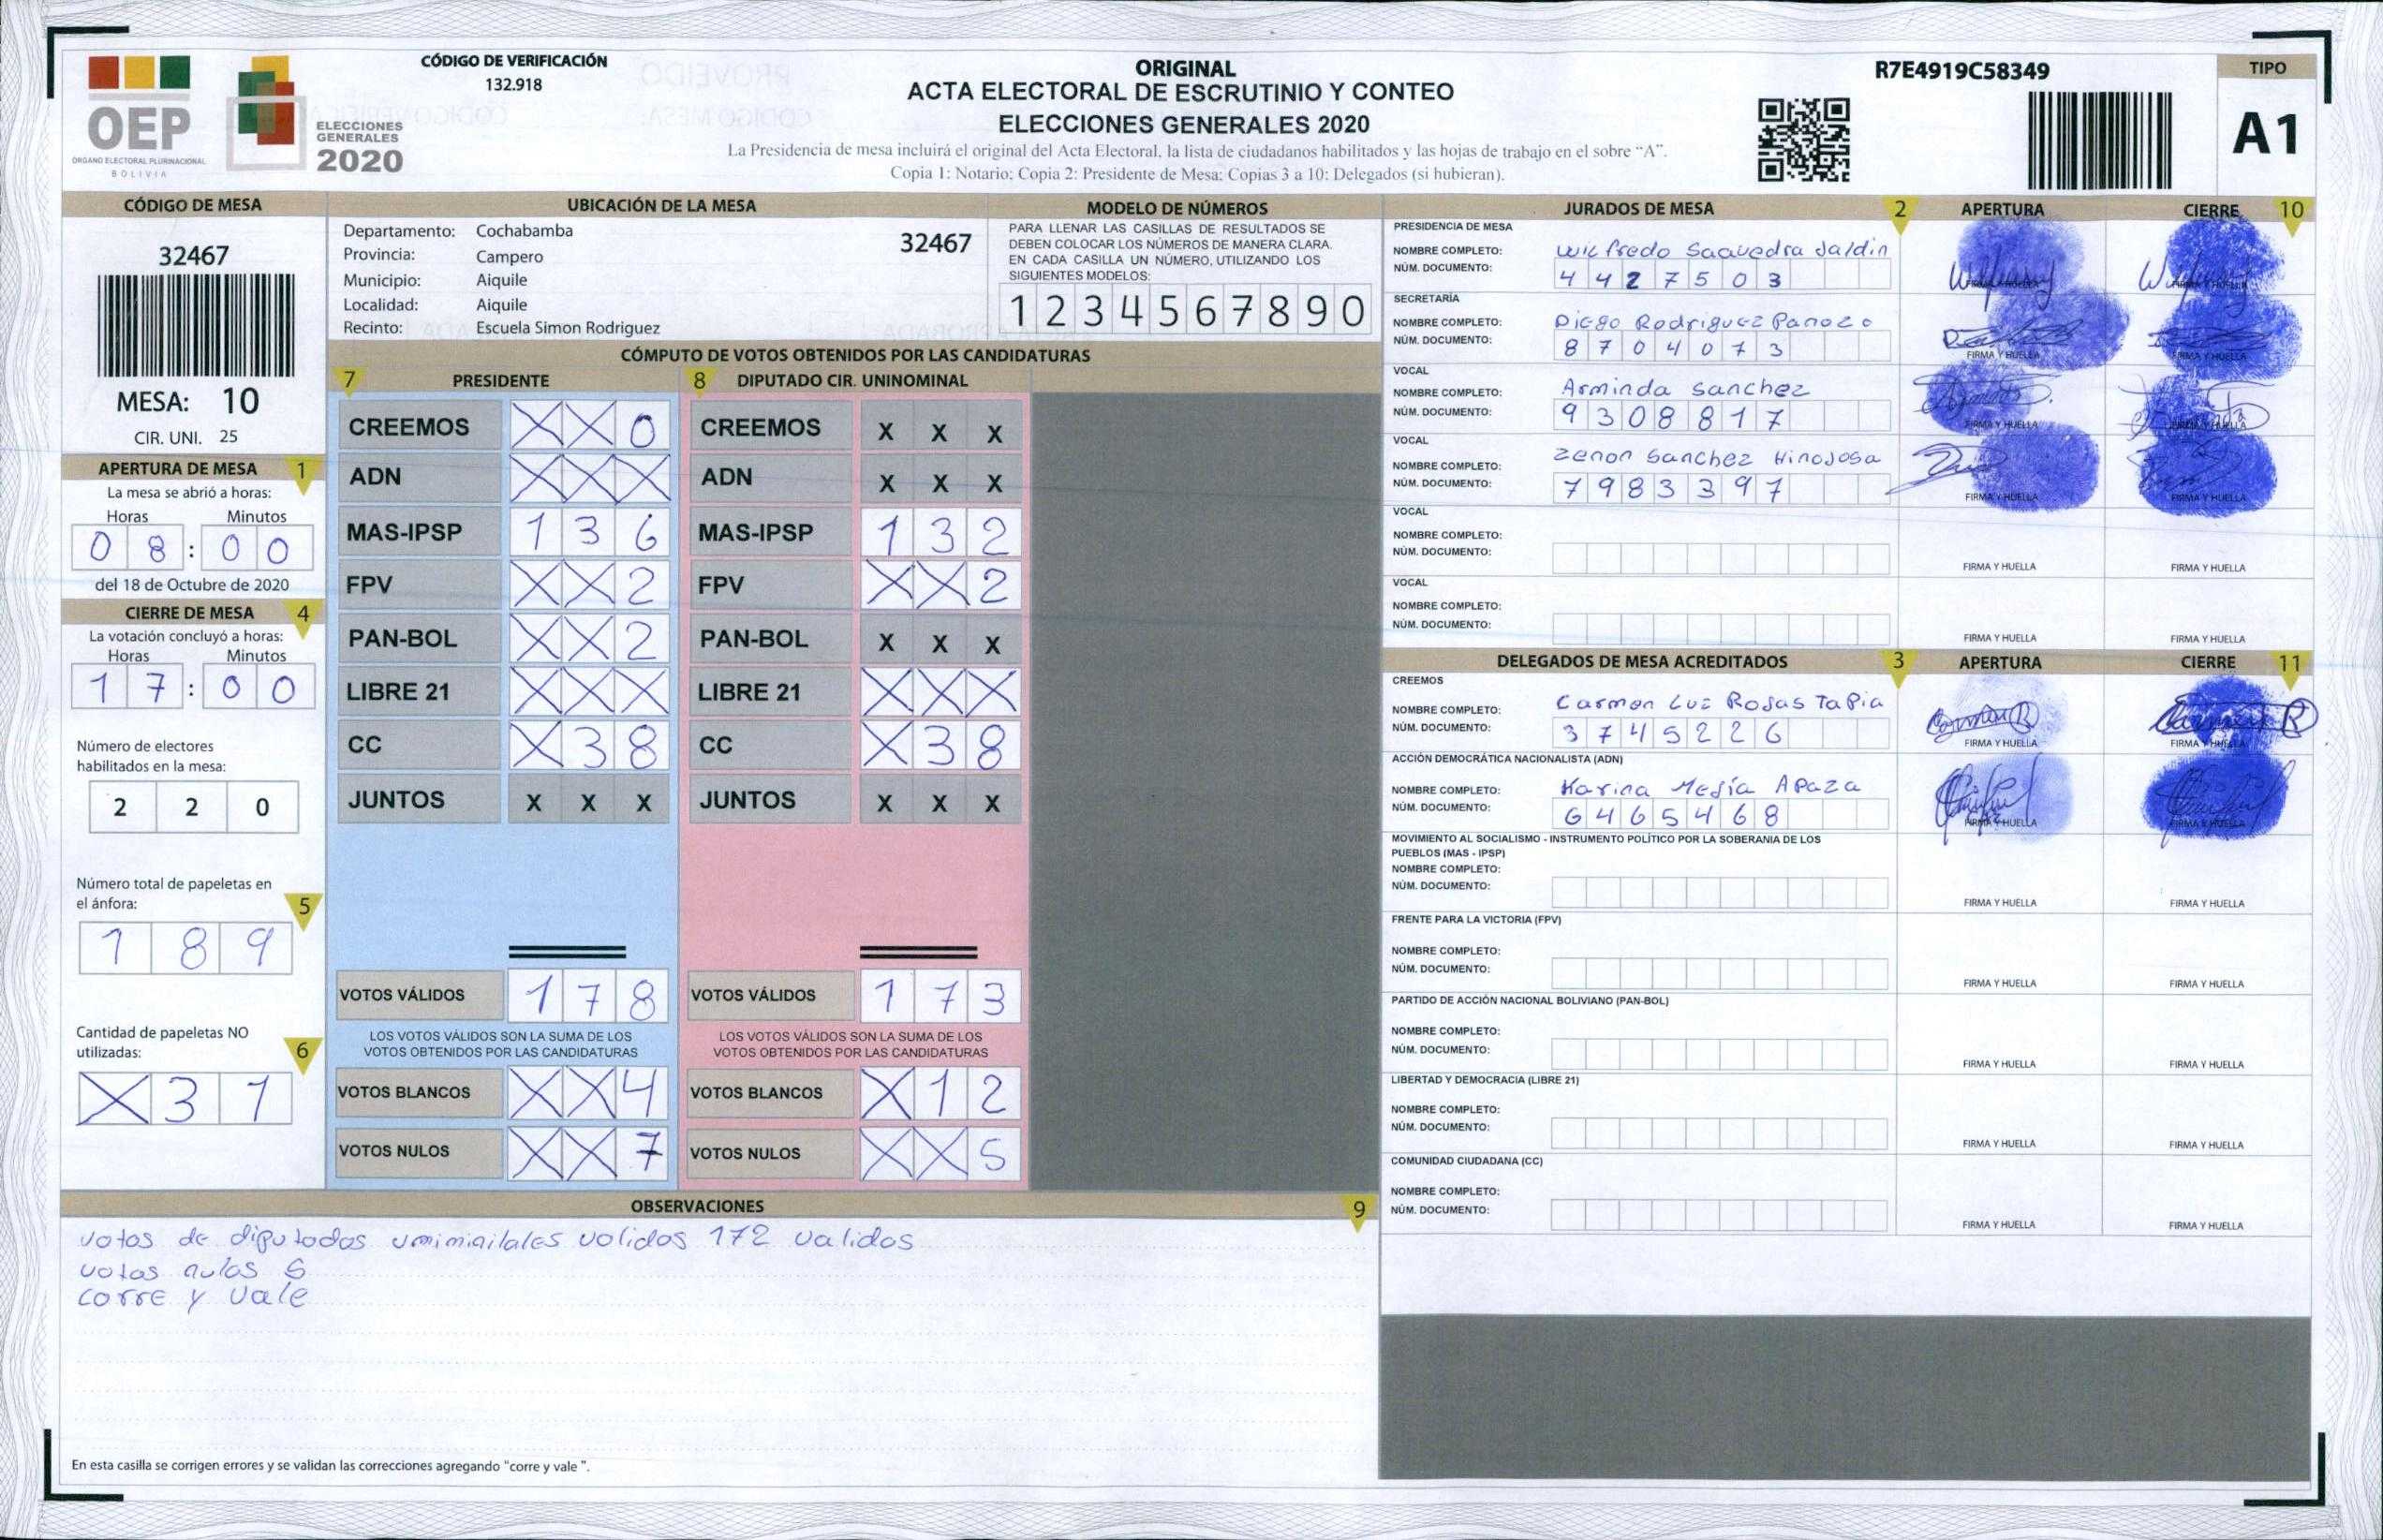 OEP
ORGANO ELECTORAL PLURINACIONAL
BOLIVIA
ELECCIONES
GENERALES
2020
CÓDIGO DE VERIFICACIÓN
132.918
ORIGINAL
ACTA ELECTORAL DE ESCRUTINIO Y CONTEO
ELECCIONES GENERALES 2020
La Presidencia de mesa incluirá el original del Acta Electoral, la lista de ciudadanos habilitados y las hojas de trabajo en el sobre “A”.
Copia 1: Notario; Copia 2: Presidente de Mesa; Copias 3 a 10: Delegados (si hubieran).
R7E4919C58349
TIPO
A1
CÓDIGO DE MESA
32467
MESA: 10
CIR. UNI. 25
APERTURA DE MESA 1
La mesa se abrió a horas:
Horas Minutos
0 8 : 0 0
del 18 de Octubre de 2020
CIERRE DE MESA 4
La votación concluyó a horas:
Horas Minutos
1 7 : 0 0
Número de electores
habilitados en la mesa:
2 2 0
Número total de papeletas en
el ánfora: 5
1 8 9
Cantidad de papeletas NO
utilizadas: 6
X 3 1
UBICACIÓN DE LA MESA
Departamento: Cochabamba 32467
Provincia: Campero
Municipio: Aiquile
Localidad: Aiquile
Recinto: Escuela Simon Rodriguez
MODELO DE NÚMEROS
PARA LLENAR LAS CASILLAS DE RESULTADOS SE
DEBEN COLOCAR LOS NÚMEROS DE MANERA CLARA.
EN CADA CASILLA UN NÚMERO, UTILIZANDO LOS
SIGUIENTES MODELOS:
1 2 3 4 5 6 7 8 9 0
CÓMPUTO DE VOTOS OBTENIDOS POR LAS CANDIDATURAS
7 PRESIDENTE 8 DIPUTADO CIR. UNINOMINAL
CREEMOS X X 0 CREEMOS X X X
ADN X X X ADN X X X
MAS-IPSP 1 3 6 MAS-IPSP 1 3 2
FPV X X 2 FPV X X 2
PAN-BOL X X 2 PAN-BOL X X X
LIBRE 21 X X X LIBRE 21 X X X
CC X 3 8 CC X 3 8
JUNTOS X X X JUNTOS X X X
VOTOS VÁLIDOS 1 7 8 VOTOS VÁLIDOS 1 7 3
LOS VOTOS VÁLIDOS SON LA SUMA DE LOS LOS VOTOS VÁLIDOS SON LA SUMA DE LOS
VOTOS OBTENIDOS POR LAS CANDIDATURAS VOTOS OBTENIDOS POR LAS CANDIDATURAS
VOTOS BLANCOS X X 4 VOTOS BLANCOS X 1 2
VOTOS NULOS X X 7 VOTOS NULOS X X 5
OBSERVACIONES 9
votos de diputodos uminiailales validos 172 validos
votos nulos 5
corre y vale
En esta casilla se corrigen errores y se validan las correcciones agregando "corre y vale ".
JURADOS DE MESA 2 APERTURA CIERRE 10
PRESIDENCIA DE MESA
NOMBRE COMPLETO: Wilfredo Saavedra Jaldin
NÚM. DOCUMENTO: 4 4 2 7 5 0 3
FIRMA Y HUELLA FIRMA Y HUELLA
SECRETARÍA
NOMBRE COMPLETO: Diego Rodriguez Panozo
NÚM. DOCUMENTO: 8 7 0 4 0 7 3
FIRMA Y HUELLA FIRMA Y HUELLA
VOCAL
NOMBRE COMPLETO: Arminda Sanchez
NÚM. DOCUMENTO: 9 3 0 8 8 1 7
FIRMA Y HUELLA FIRMA Y HUELLA
VOCAL
NOMBRE COMPLETO: Zenon Sanchez Hinojosa
NÚM. DOCUMENTO: 7 9 8 3 3 9 7
FIRMA Y HUELLA FIRMA Y HUELLA
VOCAL
NOMBRE COMPLETO:
NÚM. DOCUMENTO:
FIRMA Y HUELLA FIRMA Y HUELLA
VOCAL
NOMBRE COMPLETO:
NÚM. DOCUMENTO:
FIRMA Y HUELLA FIRMA Y HUELLA
DELEGADOS DE MESA ACREDITADOS 3 APERTURA CIERRE 11
CREEMOS
NOMBRE COMPLETO: Carmen Luz Rojas Tapia
NÚM. DOCUMENTO: 3 7 4 5 2 2 6
FIRMA Y HUELLA FIRMA Y HUELLA
ACCIÓN DEMOCRÁTICA NACIONALISTA (ADN)
NOMBRE COMPLETO: Karina Mejía Apaza
NÚM. DOCUMENTO: 6 4 6 5 4 6 8
FIRMA Y HUELLA FIRMA Y HUELLA
MOVIMIENTO AL SOCIALISMO - INSTRUMENTO POLÍTICO POR LA SOBERANIA DE LOS
PUEBLOS (MAS - IPSP)
NOMBRE COMPLETO:
NÚM. DOCUMENTO:
FIRMA Y HUELLA FIRMA Y HUELLA
FRENTE PARA LA VICTORIA (FPV)
NOMBRE COMPLETO:
NÚM. DOCUMENTO:
FIRMA Y HUELLA FIRMA Y HUELLA
PARTIDO DE ACCIÓN NACIONAL BOLIVIANO (PAN-BOL)
NOMBRE COMPLETO:
NÚM. DOCUMENTO:
FIRMA Y HUELLA FIRMA Y HUELLA
LIBERTAD Y DEMOCRACIA (LIBRE 21)
NOMBRE COMPLETO:
NÚM. DOCUMENTO:
FIRMA Y HUELLA FIRMA Y HUELLA
COMUNIDAD CIUDADANA (CC)
NOMBRE COMPLETO:
NÚM. DOCUMENTO:
FIRMA Y HUELLA FIRMA Y HUELLA